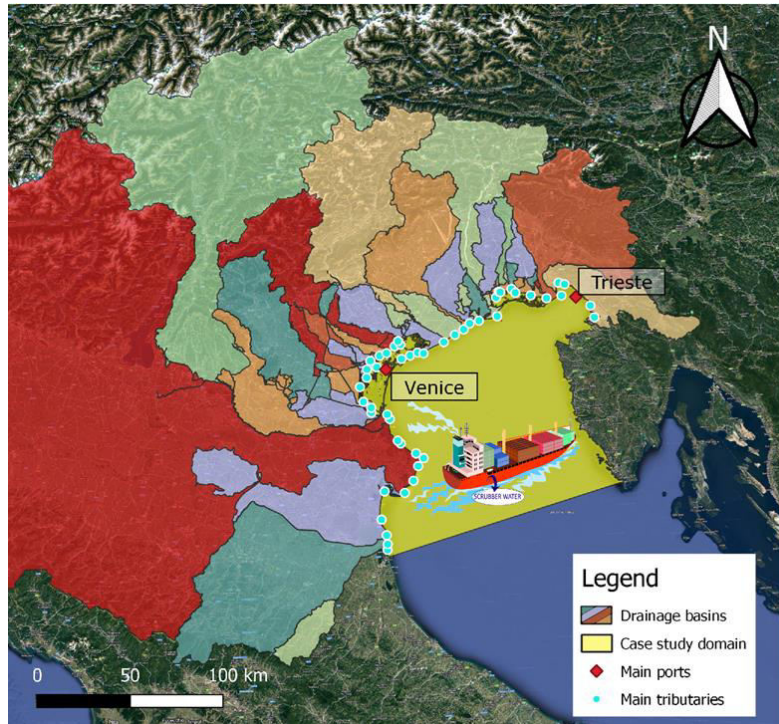 N
Trieste
Venice
SCRUBBER WATER
Legend
Drainage basins
Case study domain
Main ports
Main tributaries
0 50 100 km